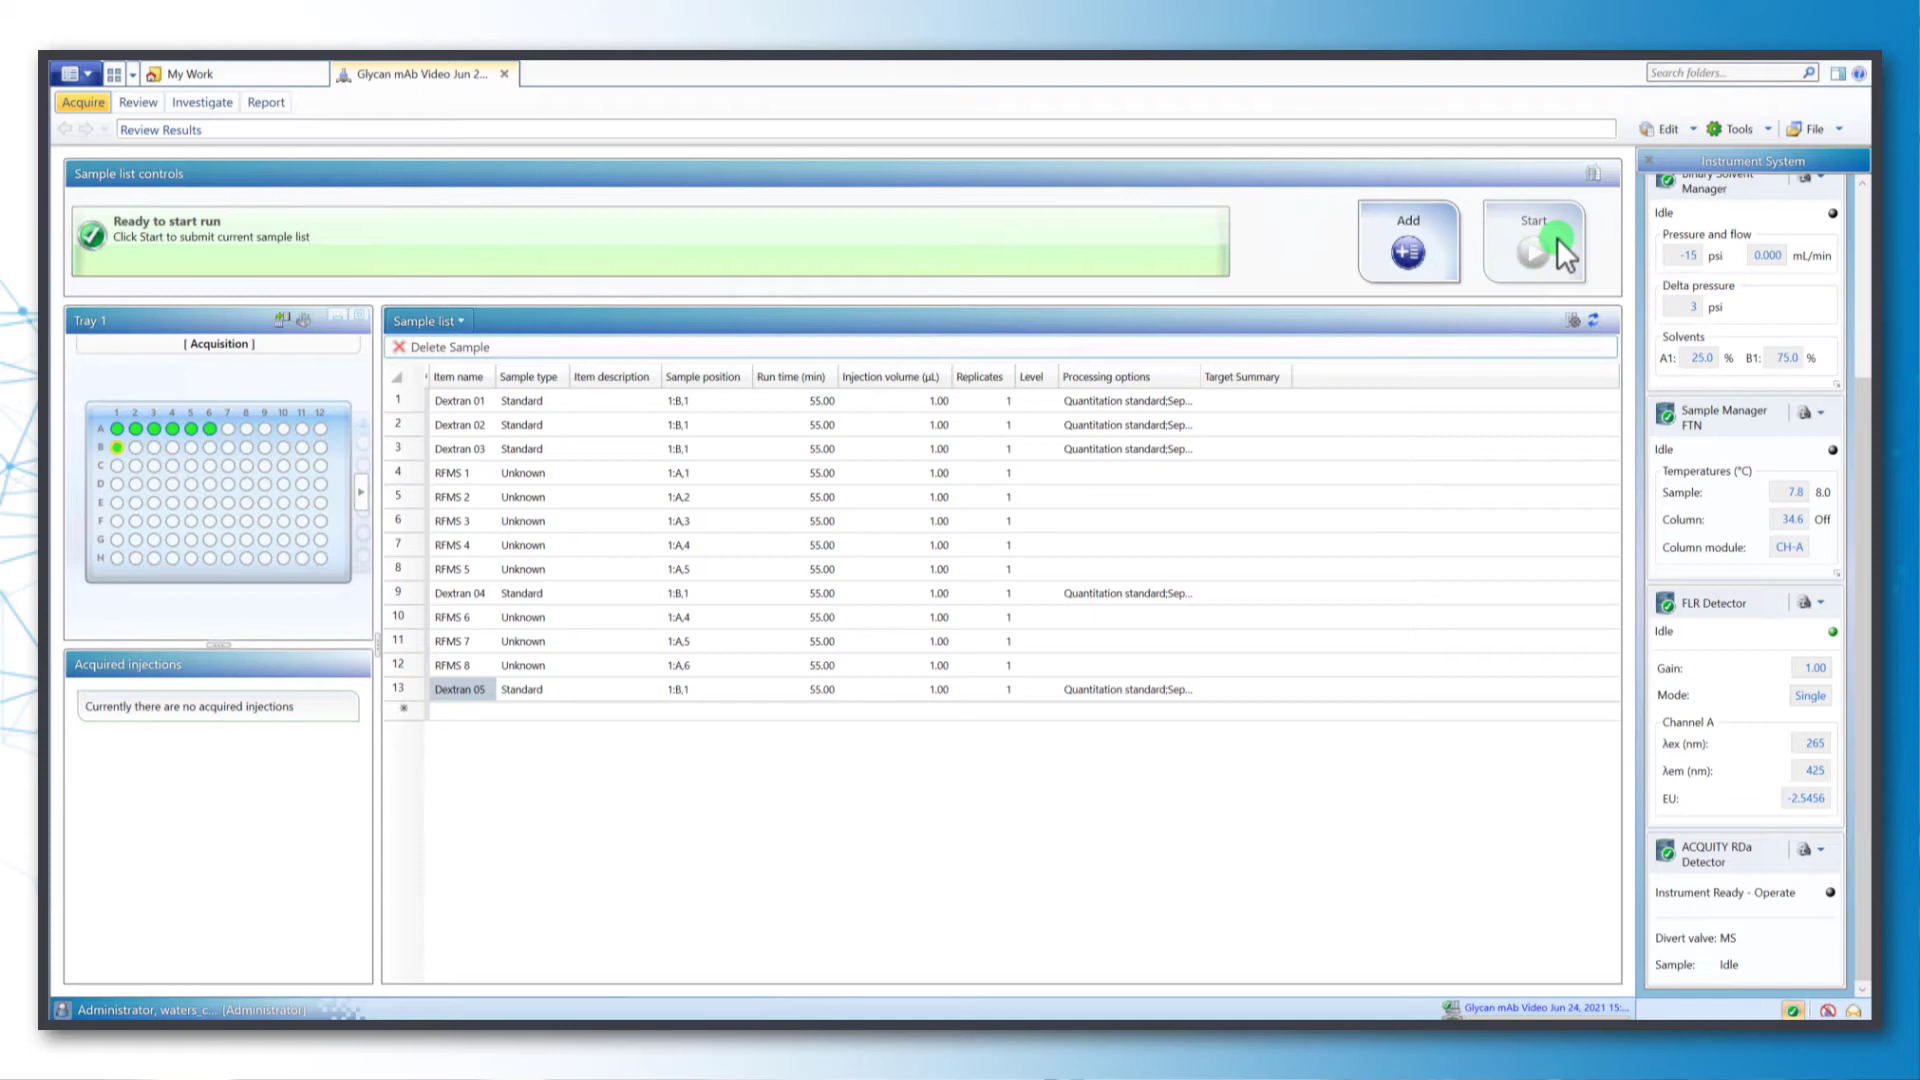 My Work
Glycan mAb Video Jun 2...
Search folders...
Acquire Review Investigate Report
Review Results
Edit Tools File
Sample list controls
Ready to start run
Click Start to submit current sample list
Add
Start
Tray 1
[ Acquisition ]
1 2 3 4 5 6 7 8 9 10 11 12
A
B
C
D
E
F
G
H
Acquired injections
Currently there are no acquired injections
Sample list
Delete Sample
Item name Sample type Item description Sample position Run time (min) Injection volume (µL) Replicates Level Processing options Target Summary
1 Dextran 01 Standard 1:B,1 55.00 1.00 1 Quantitation standard;Sep...
2 Dextran 02 Standard 1:B,1 55.00 1.00 1 Quantitation standard;Sep...
3 Dextran 03 Standard 1:B,1 55.00 1.00 1 Quantitation standard;Sep...
4 RFMS 1 Unknown 1:A,1 55.00 1.00 1
5 RFMS 2 Unknown 1:A,2 55.00 1.00 1
6 RFMS 3 Unknown 1:A,3 55.00 1.00 1
7 RFMS 4 Unknown 1:A,4 55.00 1.00 1
8 RFMS 5 Unknown 1:A,5 55.00 1.00 1
9 Dextran 04 Standard 1:B,1 55.00 1.00 1 Quantitation standard;Sep...
10 RFMS 6 Unknown 1:A,4 55.00 1.00 1
11 RFMS 7 Unknown 1:A,5 55.00 1.00 1
12 RFMS 8 Unknown 1:A,6 55.00 1.00 1
13 Dextran 05 Standard 1:B,1 55.00 1.00 1 Quantitation standard;Sep...
Instrument System
Binary Solvent
Manager
Idle
Pressure and flow
-15 psi 0.000 mL/min
Delta pressure
3 psi
Solvents
A1: 25.0 % B1: 75.0 %
Sample Manager
FTN
Idle
Temperatures (°C)
Sample: 7.8 8.0
Column: 34.6 Off
Column module: CH-A
FLR Detector
Idle
Gain: 1.00
Mode: Single
Channel A
λex (nm): 265
λem (nm): 425
EU: -2.5456
ACQUITY RDa
Detector
Instrument Ready - Operate
Divert valve: MS
Sample: Idle
Administrator, waters_c... [Administrator]
Glycan mAb Video Jun 24, 2021 15:...